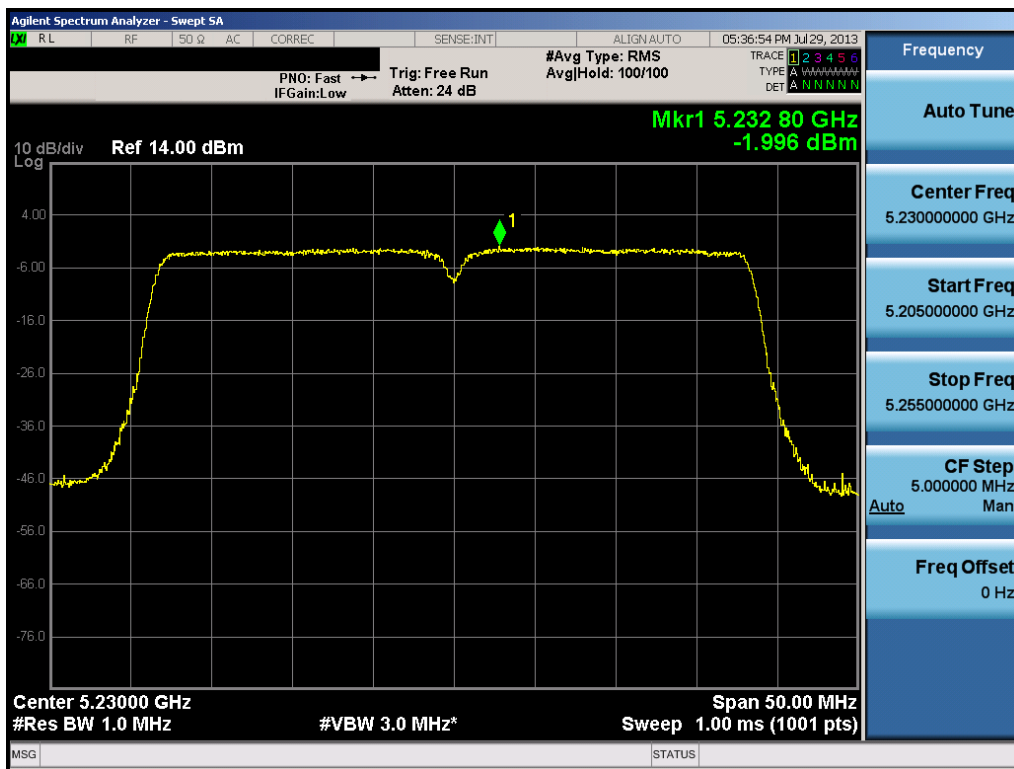 Agilent Spectrum Analyzer - Swept SA
LXI RL RF 50 Ω AC CORREC SENSE:INT ALIGN AUTO 05:36:54 PM Jul 29, 2013
PNO: Fast
IFGain:Low
Trig: Free Run
Atten: 24 dB
#Avg Type: RMS
Avg|Hold: 100/100
TRACE 1 2 3 4 5 6
TYPE A WWWWW
DET A N N N N N
Mkr1 5.232 80 GHz
-1.996 dBm
10 dB/div Ref 14.00 dBm
Log
1
4.00
-6.00
-16.0
-26.0
-36.0
-46.0
-56.0
-66.0
-76.0
Center 5.23000 GHz Span 50.00 MHz
#Res BW 1.0 MHz #VBW 3.0 MHz* Sweep 1.00 ms (1001 pts)
MSG STATUS
Frequency
Auto Tune
Center Freq
5.230000000 GHz
Start Freq
5.205000000 GHz
Stop Freq
5.255000000 GHz
CF Step
5.000000 MHz
Auto Man
Freq Offset
0 Hz